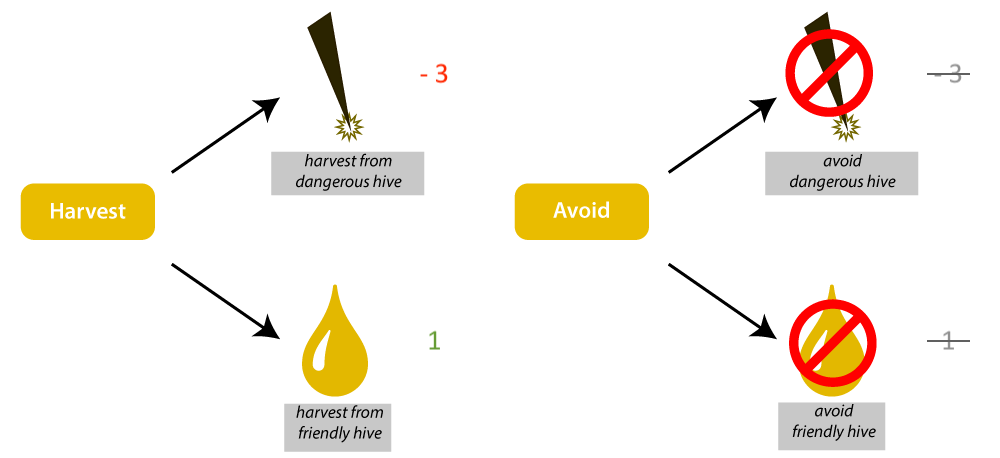 - 3
harvest from
dangerous hive
Harvest
1
harvest from
friendly hive
- 3
avoid
dangerous hive
Avoid
1
avoid
friendly hive